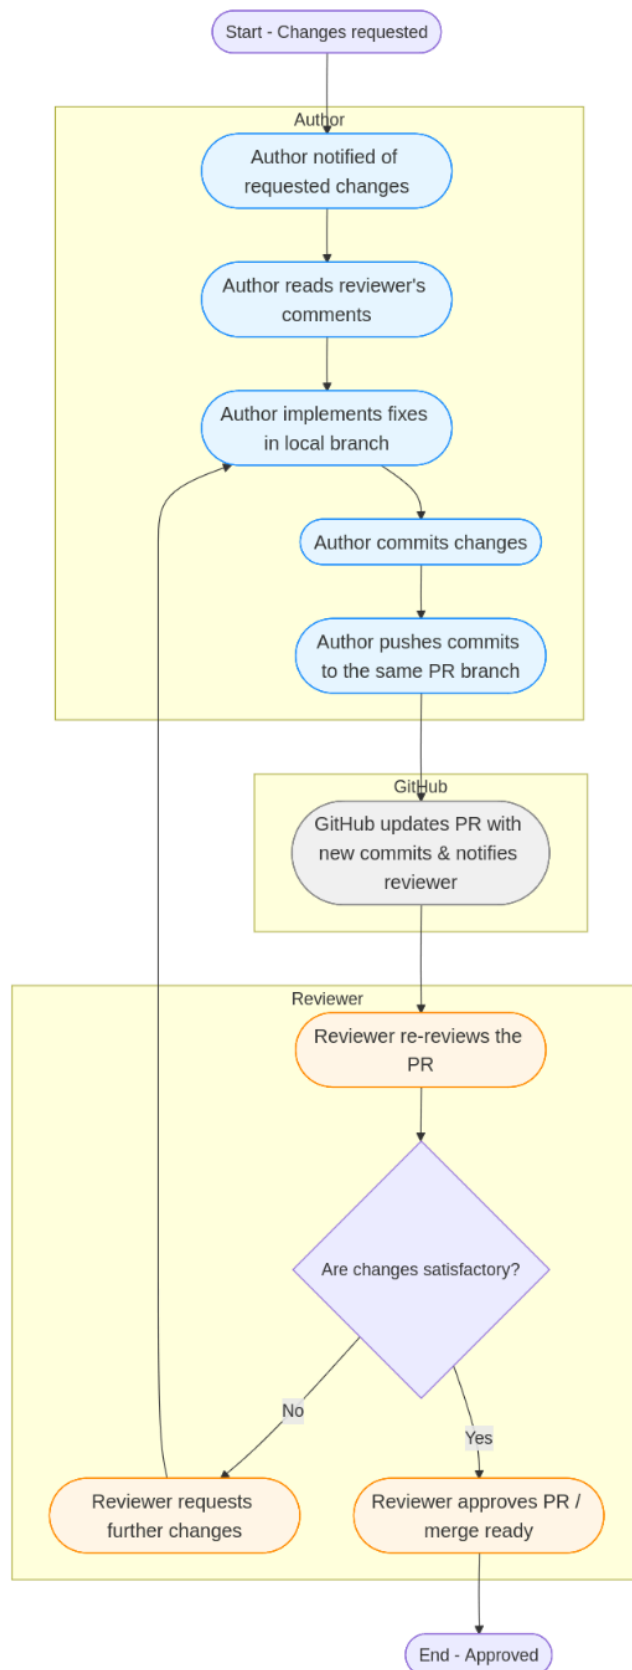 Start - Changes requested
Author
Author notified of
requested changes
Author reads reviewer's
comments
Author implements fixes
in local branch
Author commits changes
Author pushes commits
to the same PR branch
GitHub
GitHub updates PR with
new commits & notifies
reviewer
Reviewer
Reviewer re-reviews the
PR
Are changes satisfactory?
No
Yes
Reviewer requests
further changes
Reviewer approves PR /
merge ready
End - Approved